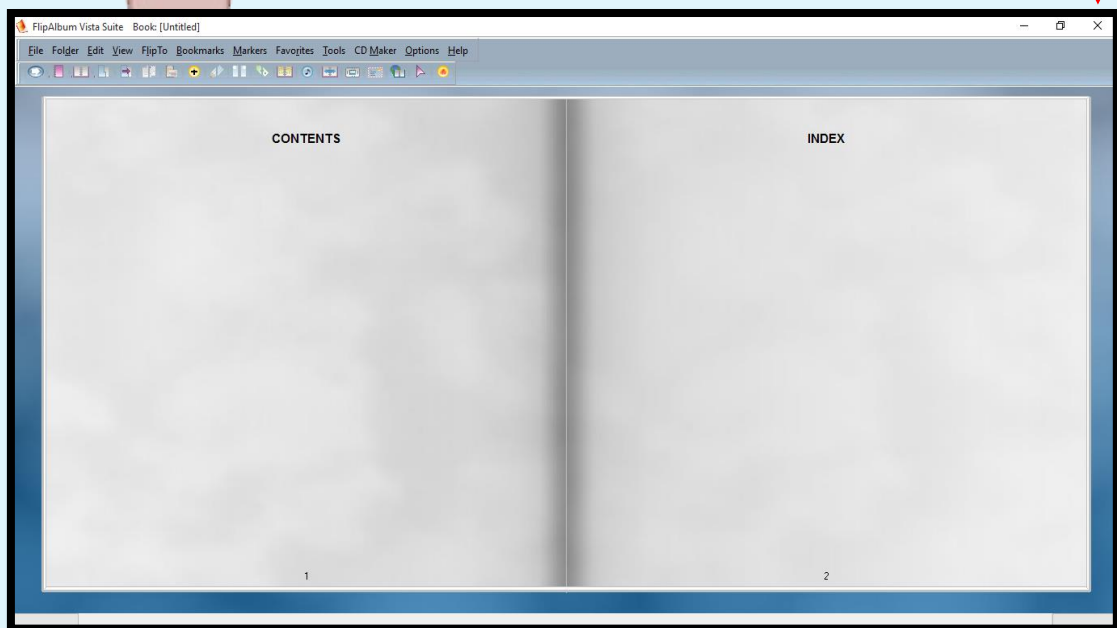 FlipAlbum Vista Suite Book: [Untitled]
File Folder Edit View FlipTo Bookmarks Markers Favorites Tools CD Maker Options Help
CONTENTS
INDEX
1
2